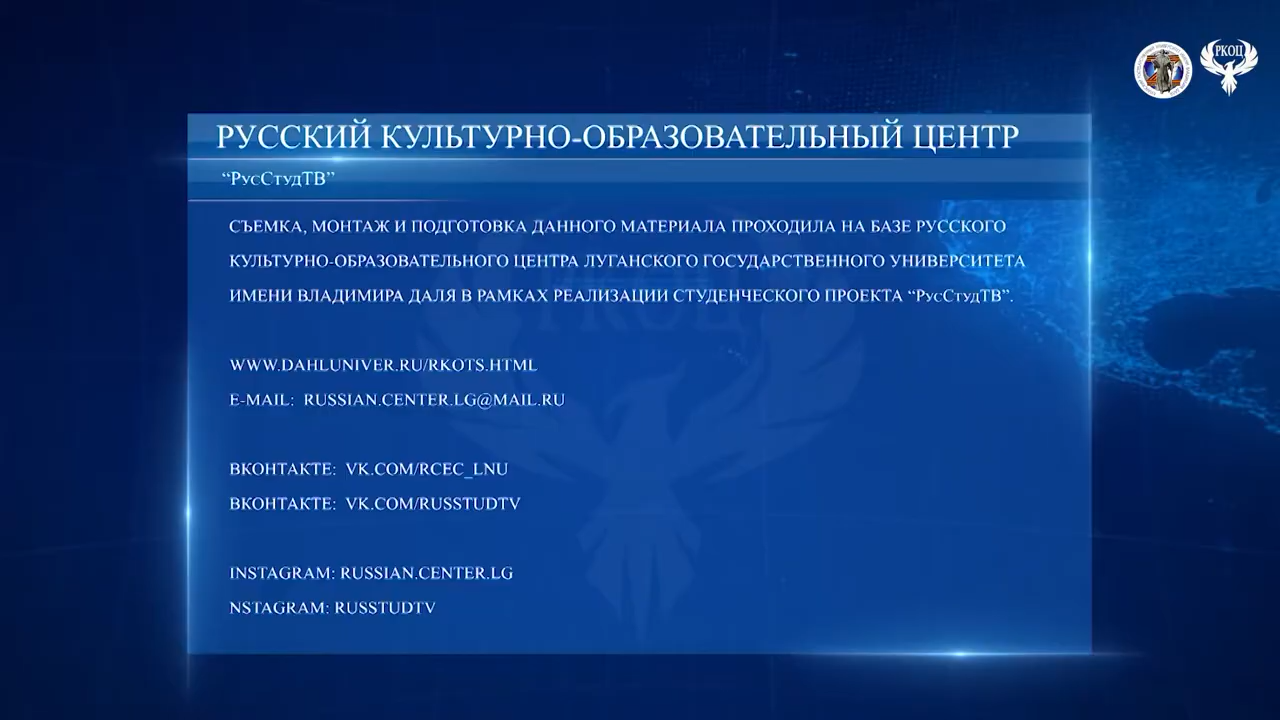 РКОЦ
РУССКИЙ КУЛЬТУРНО-ОБРАЗОВАТЕЛЬНЫЙ ЦЕНТР
“РусСтудТВ”
СЪЕМКА, МОНТАЖ И ПОДГОТОВКА ДАННОГО МАТЕРИАЛА ПРОХОДИЛА НА БАЗЕ РУССКОГО
КУЛЬТУРНО-ОБРАЗОВАТЕЛЬНОГО ЦЕНТРА ЛУГАНСКОГО ГОСУДАРСТВЕННОГО УНИВЕРСИТЕТА
ИМЕНИ ВЛАДИМИРА ДАЛЯ В РАМКАХ РЕАЛИЗАЦИИ СТУДЕНЧЕСКОГО ПРОЕКТА “РусСтудТВ”.
РКОЦ
WWW.DAHLUNIVER.RU/RKOTS.HTML
E-MAIL: RUSSIAN.CENTER.LG@MAIL.RU
ВКОНТАКТЕ: VK.COM/RCEC_LNU
ВКОНТАКТЕ: VK.COM/RUSSTUDTV
INSTAGRAM: RUSSIAN.CENTER.LG
NSTAGRAM: RUSSTUDTV